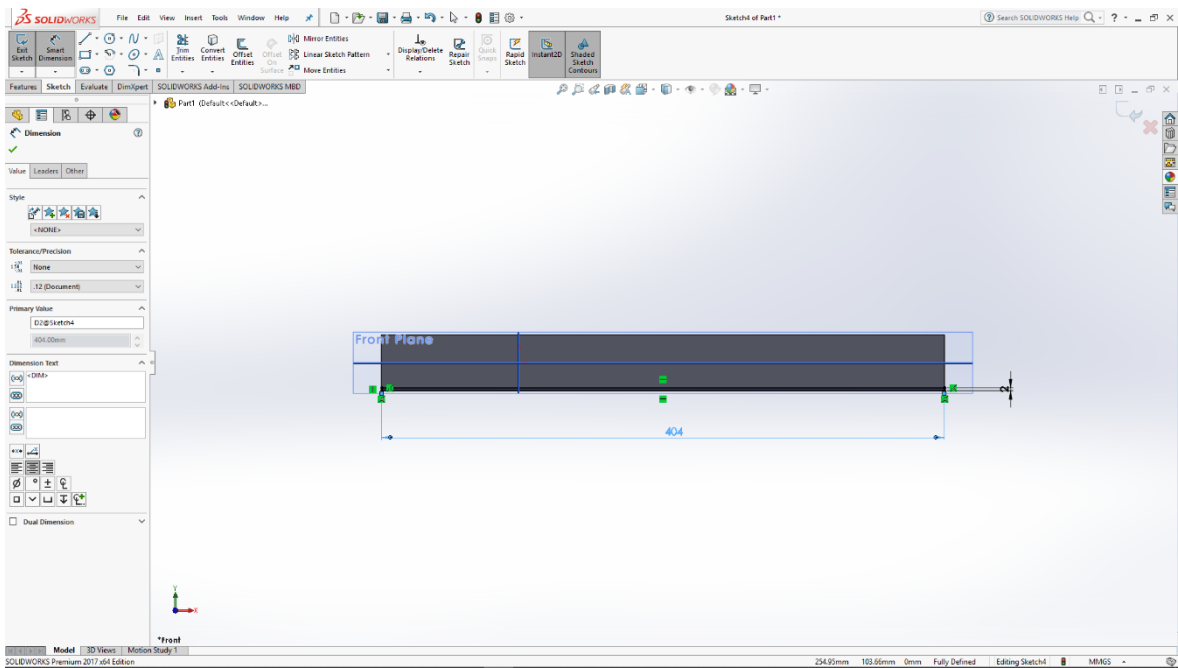 SOLIDWORKS File Edit View Insert Tools Window Help Sketch4 of Part1 * Search SOLIDWORKS Help
Exit Sketch
Smart Dimension
Trim Entities
Convert Entities
Offset Entities
Offset On Surface
Mirror Entities
Linear Sketch Pattern
Move Entities
Display/Delete Relations
Repair Sketch
Quick Snaps
Rapid Sketch
Instant2D
Shaded Sketch Contours
Features Sketch Evaluate DimXpert SOLIDWORKS Add-Ins SOLIDWORKS MBD
Part1 (Default<<Default>...
Dimension
Value Leaders Other
Style
<NONE>
Tolerance/Precision
None
.12 (Document)
Primary Value
D2@Sketch4
404.00mm
Dimension Text
<DIM>
Dual Dimension
Front Plane
2
404
Y
X
*Front
Model 3D Views Motion Study 1
SOLIDWORKS Premium 2017 x64 Edition 254.95mm 103.66mm 0mm Fully Defined Editing Sketch4 MMGS